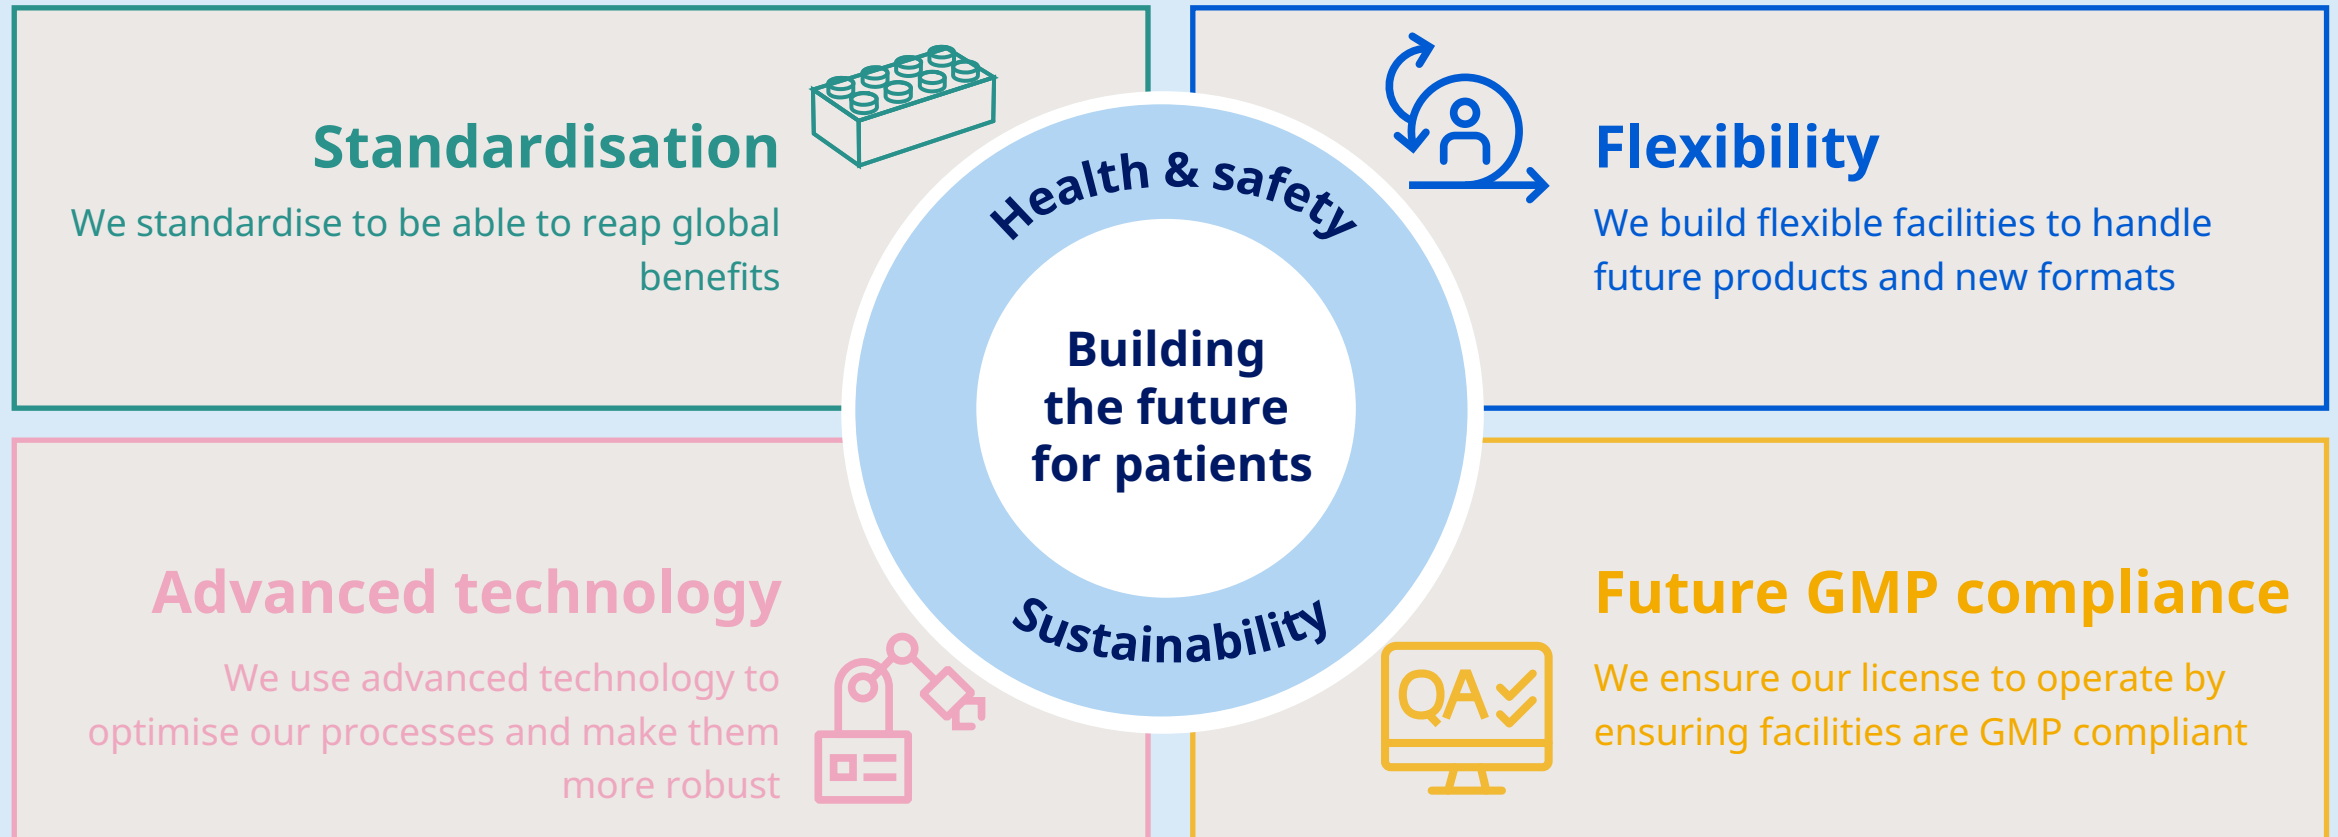 Standardisation
We standardise to be able to reap global
benefits
Flexibility
We build flexible facilities to handle
future products and new formats
Health & safety
Building
the future
for patients
Sustainability
Advanced technology
We use advanced technology to
optimise our processes and make them
more robust
Future GMP compliance
We ensure our license to operate by
ensuring facilities are GMP compliant
QA